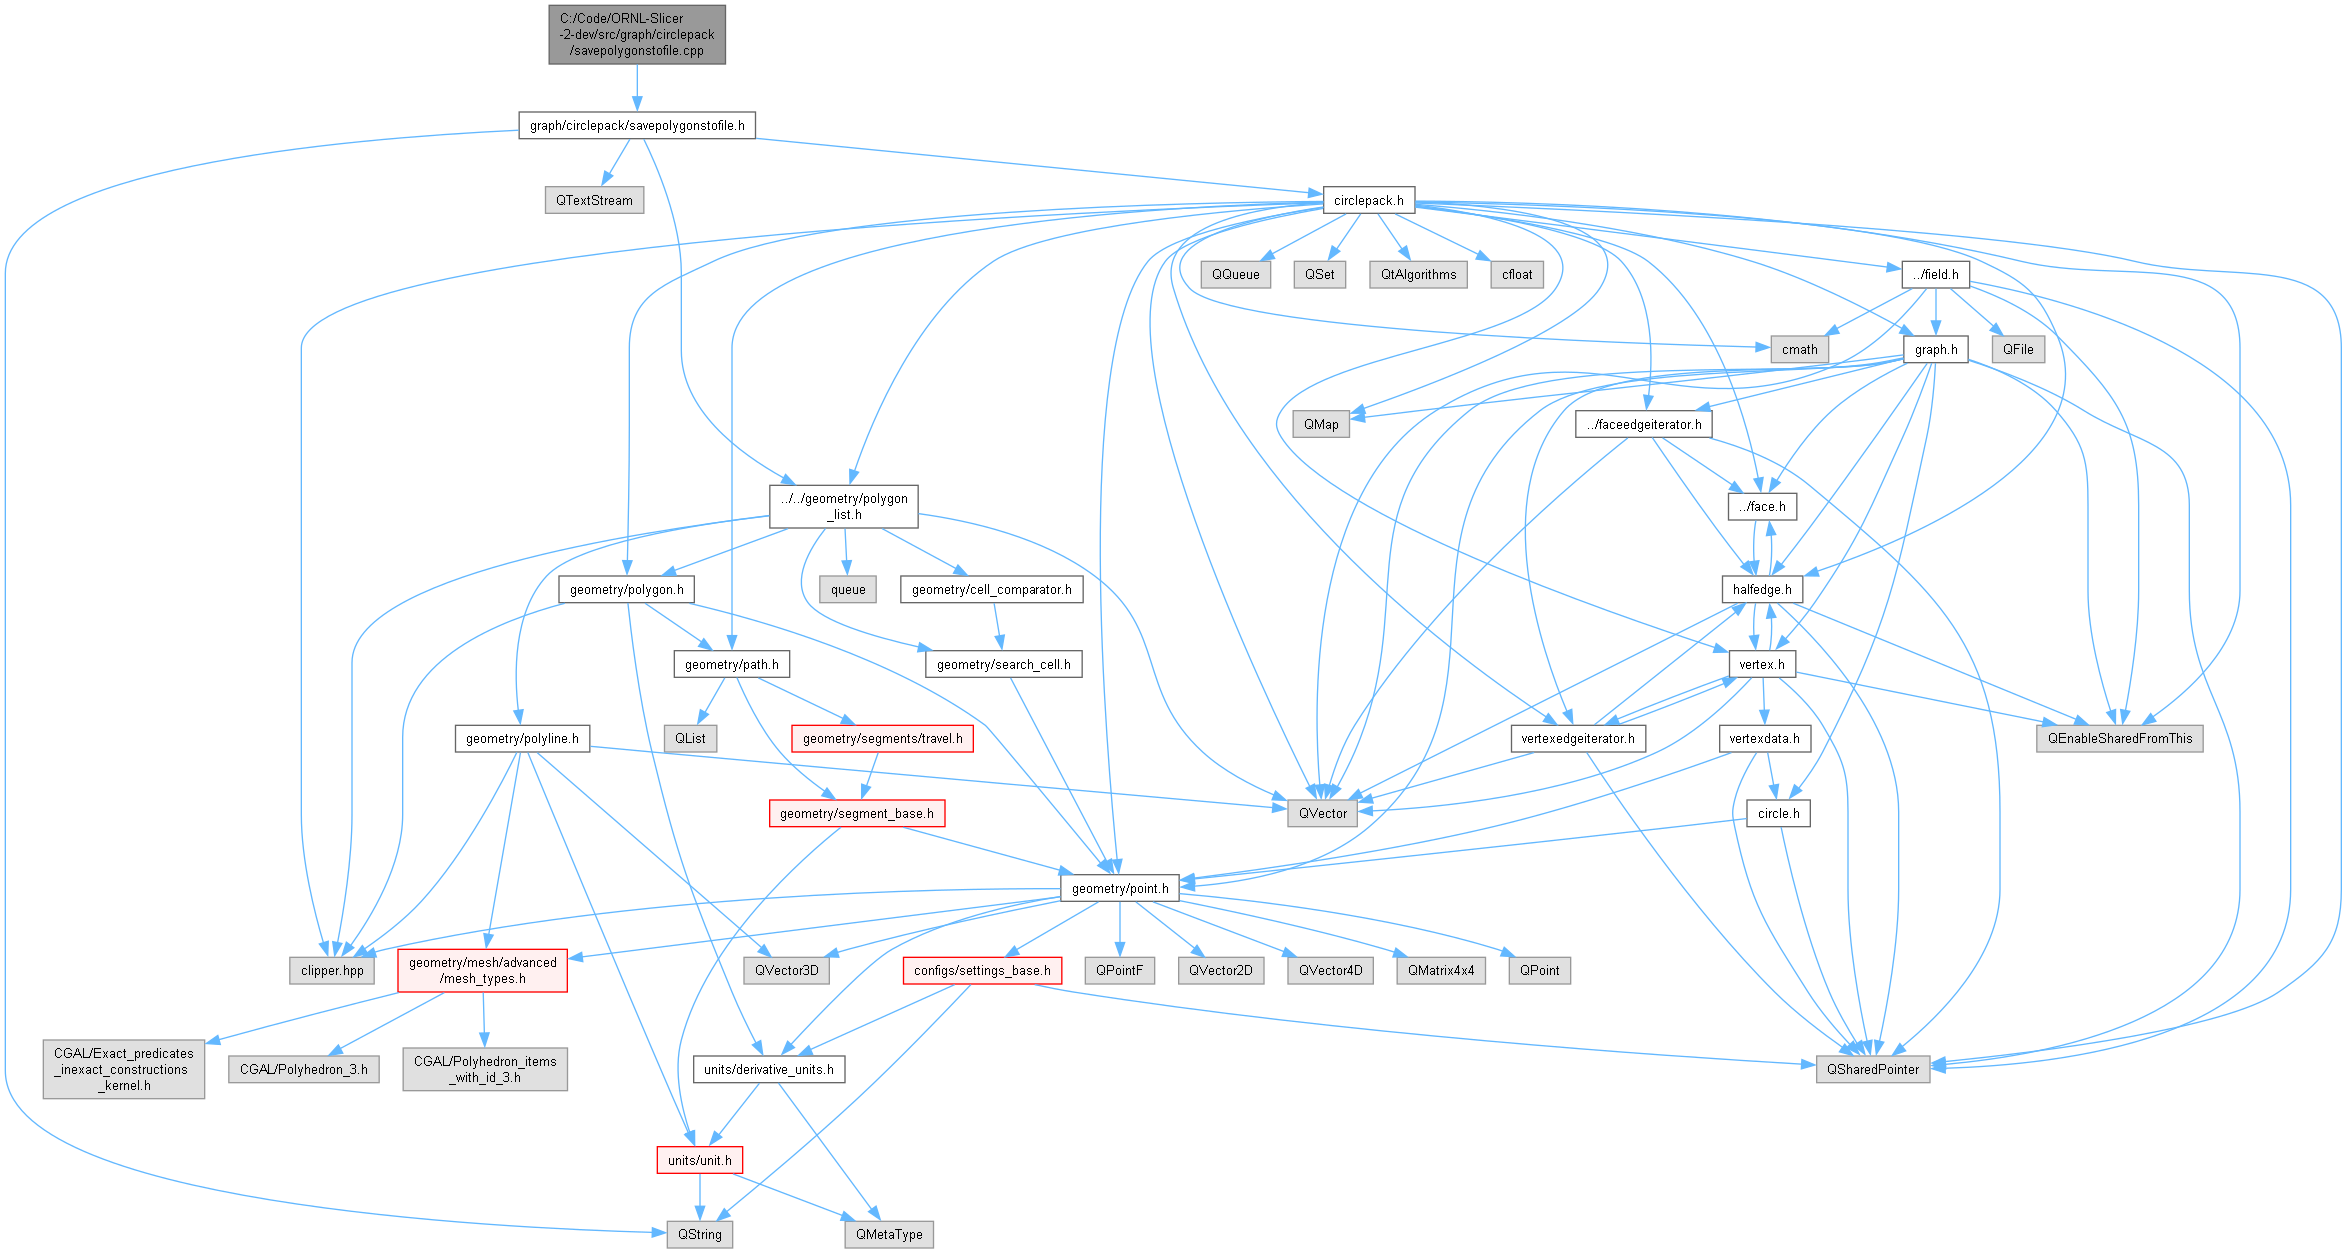 C:/Code/ORNL-Slicer
-2-dev/src/graph/circlepack
/savepolygonstofile.cpp
graph/circlepack/savepolygonstofile.h
QTextStream
circlepack.h
QQueue
QSet
QtAlgorithms
cfloat
../field.h
cmath
graph.h
QFile
QMap
../faceedgeiterator.h
../../geometry/polygon
_list.h
../face.h
geometry/polygon.h
queue
geometry/cell_comparator.h
halfedge.h
geometry/path.h
geometry/search_cell.h
vertex.h
geometry/polyline.h
QList
geometry/segments/travel.h
vertexedgeiterator.h
vertexdata.h
QEnableSharedFromThis
geometry/segment_base.h
QVector
circle.h
geometry/point.h
clipper.hpp
geometry/mesh/advanced
/mesh_types.h
QVector3D
configs/settings_base.h
QPointF
QVector2D
QVector4D
QMatrix4x4
QPoint
CGAL/Exact_predicates
_inexact_constructions
_kernel.h
CGAL/Polyhedron_3.h
CGAL/Polyhedron_items
_with_id_3.h
units/derivative_units.h
QSharedPointer
units/unit.h
QString
QMetaType